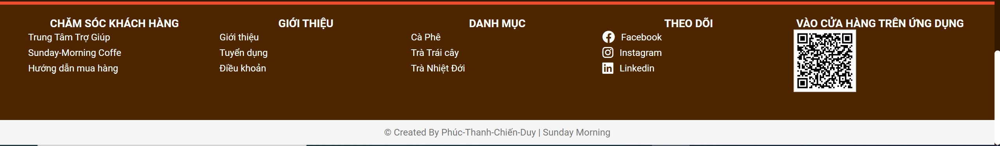 CHĂM SÓC KHÁCH HÀNG
Trung Tâm Trợ Giúp
Sunday-Morning Coffe
Hướng dẫn mua hàng
GIỚI THIỆU
Giới thiệu
Tuyển dụng
Điều khoản
DANH MỤC
Cà Phê
Trà Trái cây
Trà Nhiệt Đới
THEO DÕI
Facebook
Instagram
Linkedin
VÀO CỬA HÀNG TRÊN ỨNG DỤNG
© Created By Phúc-Thanh-Chiến-Duy | Sunday Morning